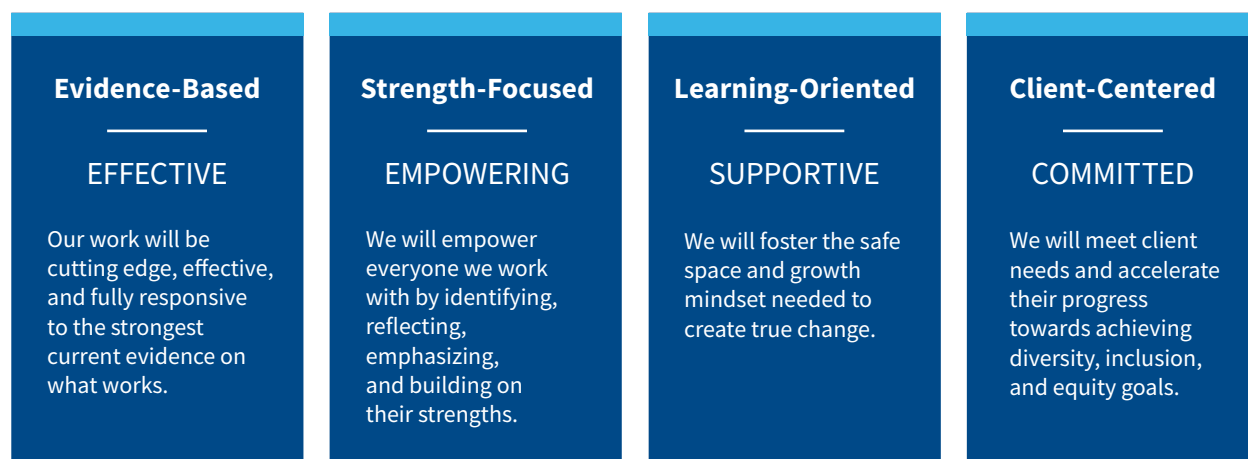 Evidence-Based
EFFECTIVE
Our work will be
cutting edge, effective,
and fully responsive
to the strongest
current evidence on
what works.
Strength-Focused
EMPOWERING
We will empower
everyone we work
with by identifying,
reflecting,
emphasizing,
and building on
their strengths.
Learning-Oriented
SUPPORTIVE
We will foster the safe
space and growth
mindset needed to
create true change.
Client-Centered
COMMITTED
We will meet client
needs and accelerate
their progress
towards achieving
diversity, inclusion,
and equity goals.